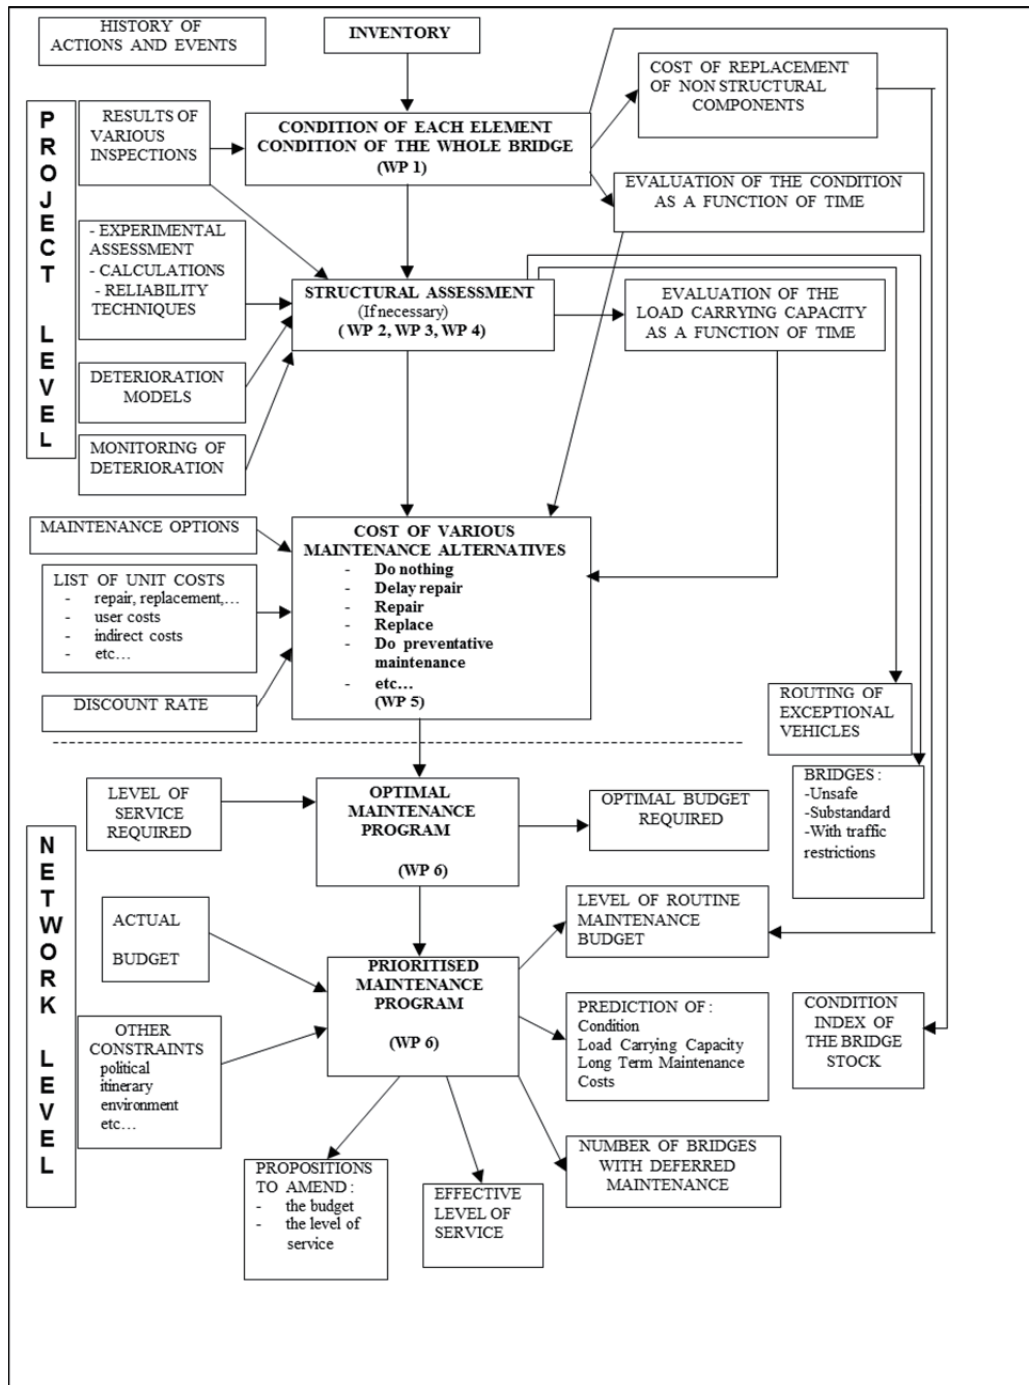 HISTORY OF
ACTIONS AND EVENTS
INVENTORY
COST OF REPLACEMENT
OF NON STRUCTURAL
COMPONENTS
PROJECT LEVEL
RESULTS OF
VARIOUS
INSPECTIONS
CONDITION OF EACH ELEMENT
CONDITION OF THE WHOLE BRIDGE
(WP 1)
EVALUATION OF THE CONDITION
AS A FUNCTION OF TIME
- EXPERIMENTAL
ASSESSMENT
- CALCULATIONS
- RELIABILITY
TECHNIQUES
STRUCTURAL ASSESSMENT
(If necessary)
( WP 2, WP 3, WP 4)
EVALUATION OF THE
LOAD CARRYING CAPACITY
AS A FUNCTION OF TIME
DETERIORATION
MODELS
MONITORING OF
DETERIORATION
MAINTENANCE OPTIONS
LIST OF UNIT COSTS
- repair, replacement,...
- user costs
- indirect costs
- etc...
DISCOUNT RATE
COST OF VARIOUS
MAINTENANCE ALTERNATIVES
- Do nothing
- Delay repair
- Repair
- Replace
- Do preventative
maintenance
- etc...
(WP 5)
ROUTING OF
EXCEPTIONAL
VEHICLES
BRIDGES :
-Unsafe
-Substandard
-With traffic
restrictions
NETWORK LEVEL
LEVEL OF
SERVICE
REQUIRED
OPTIMAL
MAINTENANCE
PROGRAM
(WP 6)
OPTIMAL BUDGET
REQUIRED
ACTUAL
BUDGET
LEVEL OF ROUTINE
MAINTENANCE
BUDGET
PRIORITISED
MAINTENANCE
PROGRAM
(WP 6)
OTHER
CONSTRAINTS
political
itinerary
environment
etc...
PREDICTION OF :
Condition
Load Carrying Capacity
Long Term Maintenance
Costs
CONDITION
INDEX OF
THE BRIDGE
STOCK
PROPOSITIONS
TO AMEND :
- the budget
- the level of
service
EFFECTIVE
LEVEL OF
SERVICE
NUMBER OF BRIDGES
WITH DEFERRED
MAINTENANCE